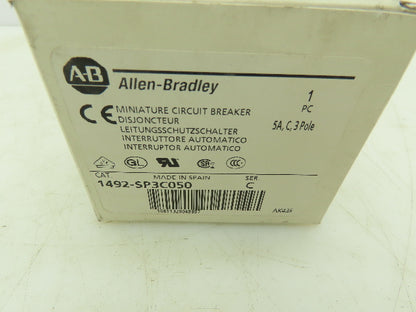 A-B Allen-Bradley
1
PC
MINIATURE CIRCUIT BREAKER
DISJONCTEUR
5A, C, 3 Pole
LEITUNGSSCHUTZSCHALTER
INTERRUTTORE AUTOMATICO
INTERRUPTOR AUTOMATICO
CE
GL
CAT. MADE IN SPAIN SER.
1492-SP3C050 C